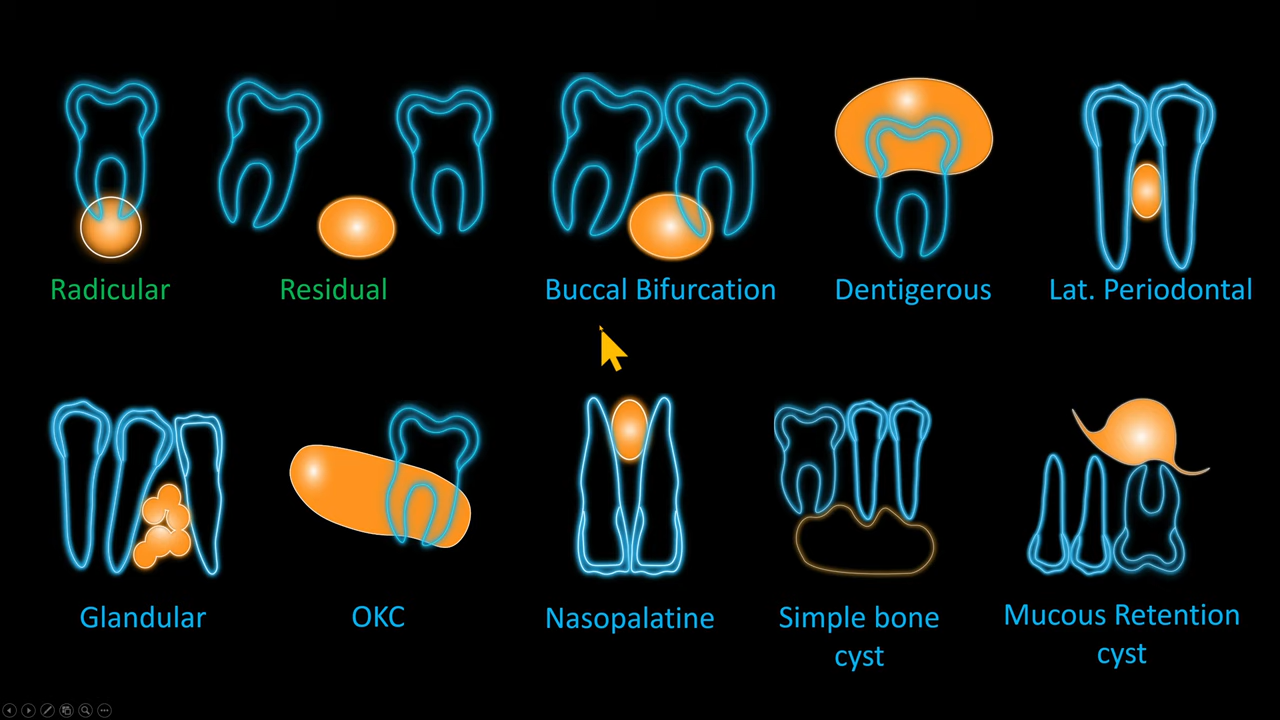 Radicular
Residual
Buccal Bifurcation
Dentigerous
Lat. Periodontal
Glandular
OKC
Nasopalatine
Simple bone
cyst
Mucous Retention
cyst